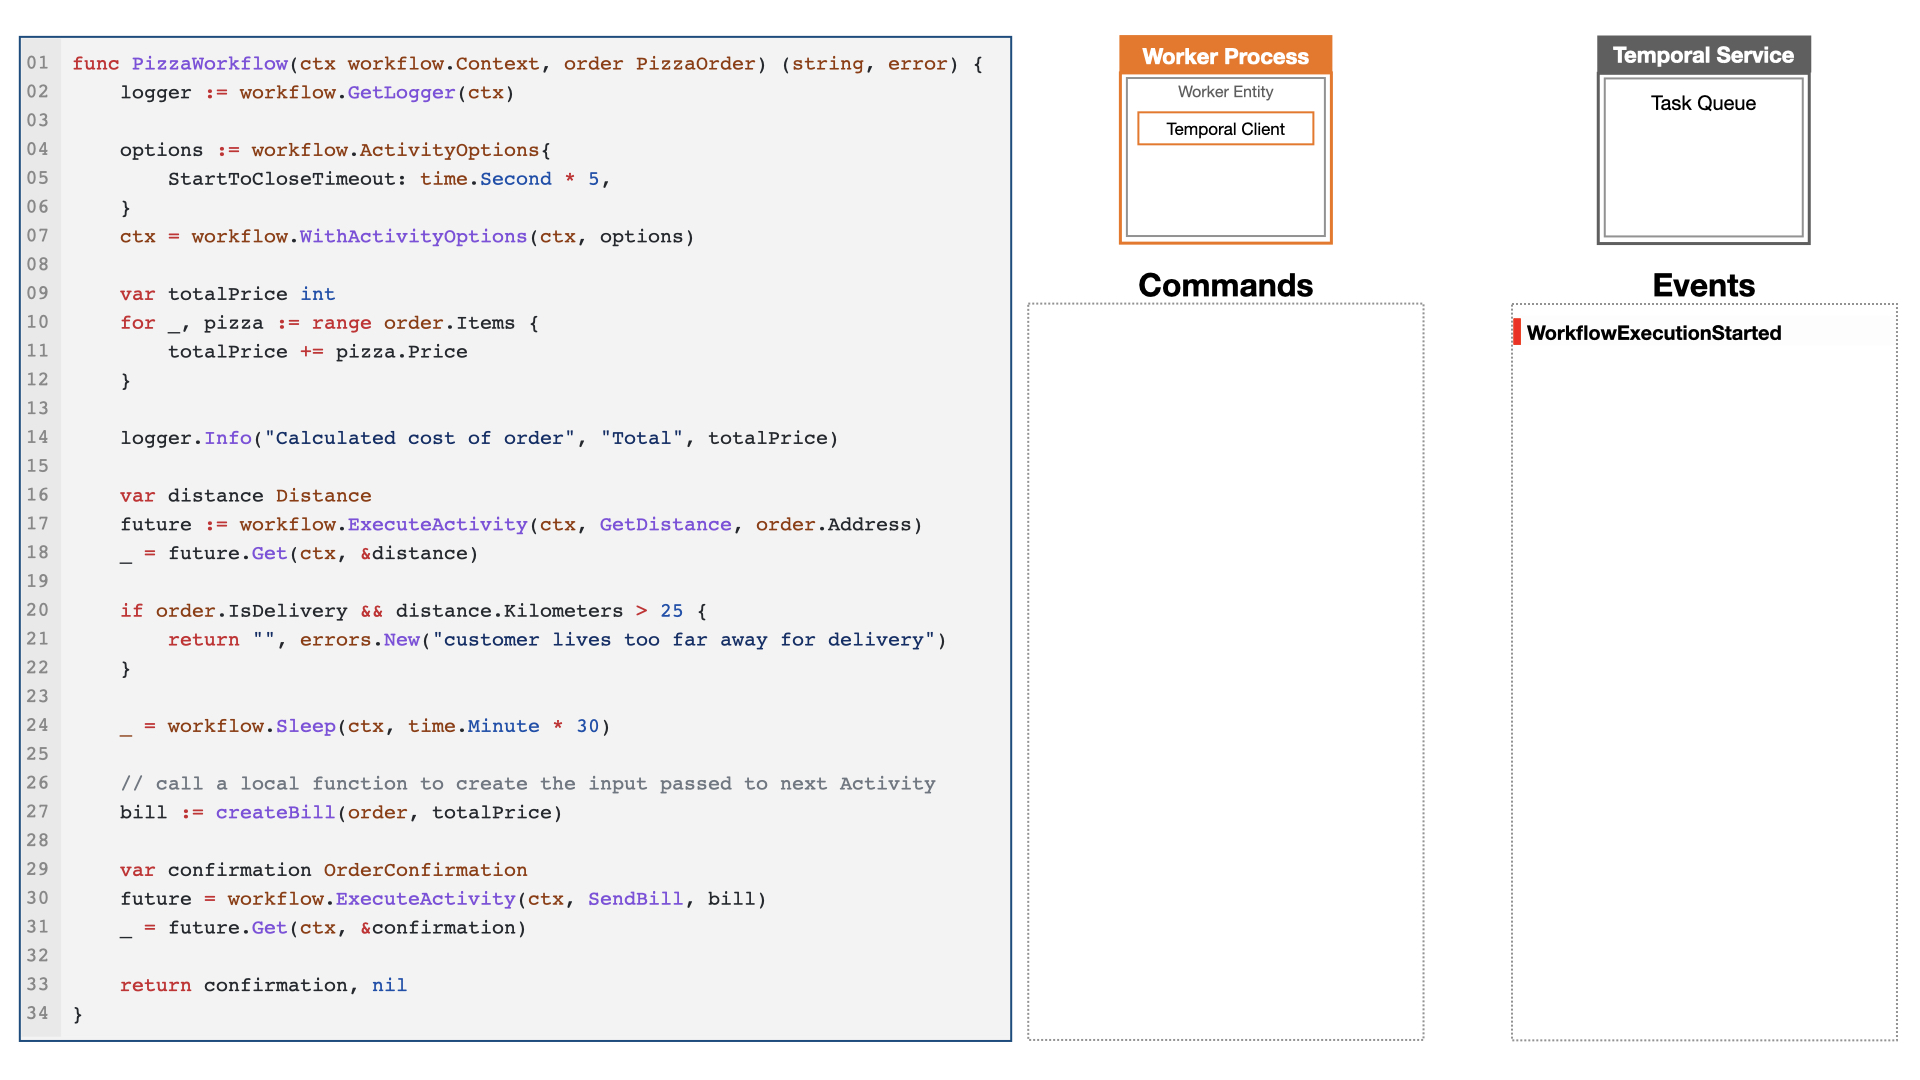 01 func PizzaWorkflow(ctx workflow.Context, order PizzaOrder) (string, error) {
02     logger := workflow.GetLogger(ctx)
03
04     options := workflow.ActivityOptions{
05         StartToCloseTimeout: time.Second * 5,
06     }
07     ctx = workflow.WithActivityOptions(ctx, options)
08
09     var totalPrice int
10     for _, pizza := range order.Items {
11         totalPrice += pizza.Price
12     }
13
14     logger.Info("Calculated cost of order", "Total", totalPrice)
15
16     var distance Distance
17     future := workflow.ExecuteActivity(ctx, GetDistance, order.Address)
18     _ = future.Get(ctx, &distance)
19
20     if order.IsDelivery && distance.Kilometers > 25 {
21         return "", errors.New("customer lives too far away for delivery")
22     }
23
24     _ = workflow.Sleep(ctx, time.Minute * 30)
25
26     // call a local function to create the input passed to next Activity
27     bill := createBill(order, totalPrice)
28
29     var confirmation OrderConfirmation
30     future = workflow.ExecuteActivity(ctx, SendBill, bill)
31     _ = future.Get(ctx, &confirmation)
32
33     return confirmation, nil
34 }
Worker Process
Worker Entity
Temporal Client
Commands
Temporal Service
Task Queue
Events
WorkflowExecutionStarted